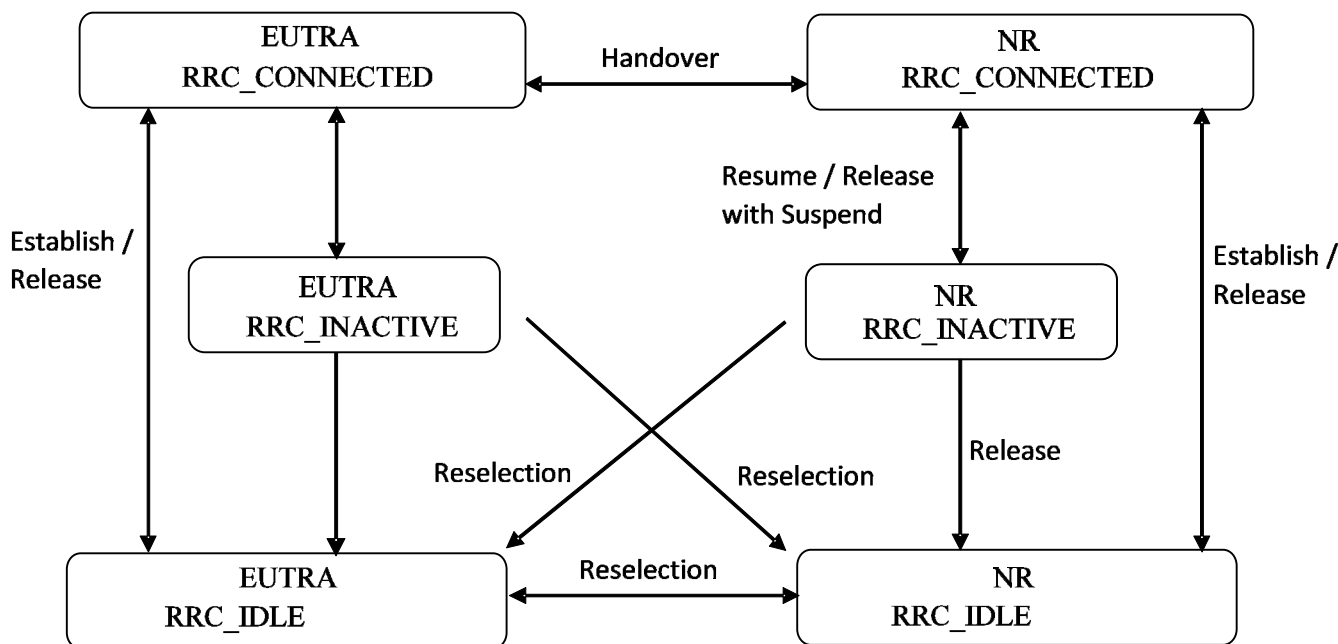 EUTRA
RRC_CONNECTED
Handover
NR
RRC_CONNECTED
Establish /
Release
Resume / Release
with Suspend
Establish /
Release
EUTRA
RRC_INACTIVE
NR
RRC_INACTIVE
Reselection
Reselection
Release
EUTRA
RRC_IDLE
Reselection
NR
RRC_IDLE